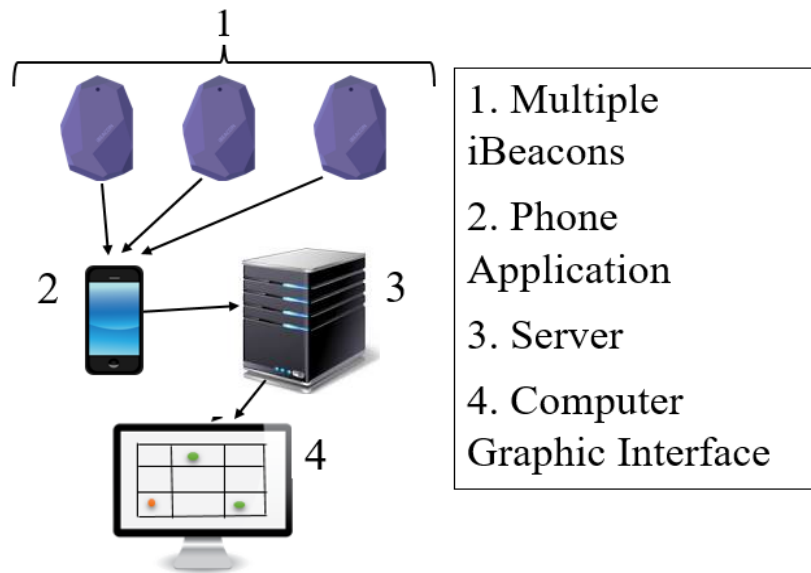 1
2
3
4
1. Multiple
iBeacons
2. Phone
Application
3. Server
4. Computer
Graphic Interface